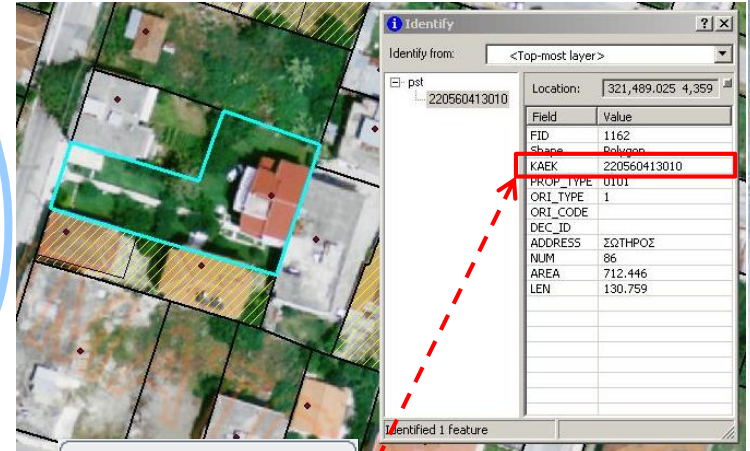 Identify
Identify from: <Top-most layer>
pst
220560413010
Location: 321,489.025 4,359
Field Value
FID 1162
Shape Polygon
KAEK 220560413010
PROP_TYPE 0101
ORI_TYPE 1
ORI_CODE
DEC_ID
ADDRESS ΣΩΤΗΡΟΣ
NUM 86
AREA 712.446
LEN 130.759
Identified 1 feature